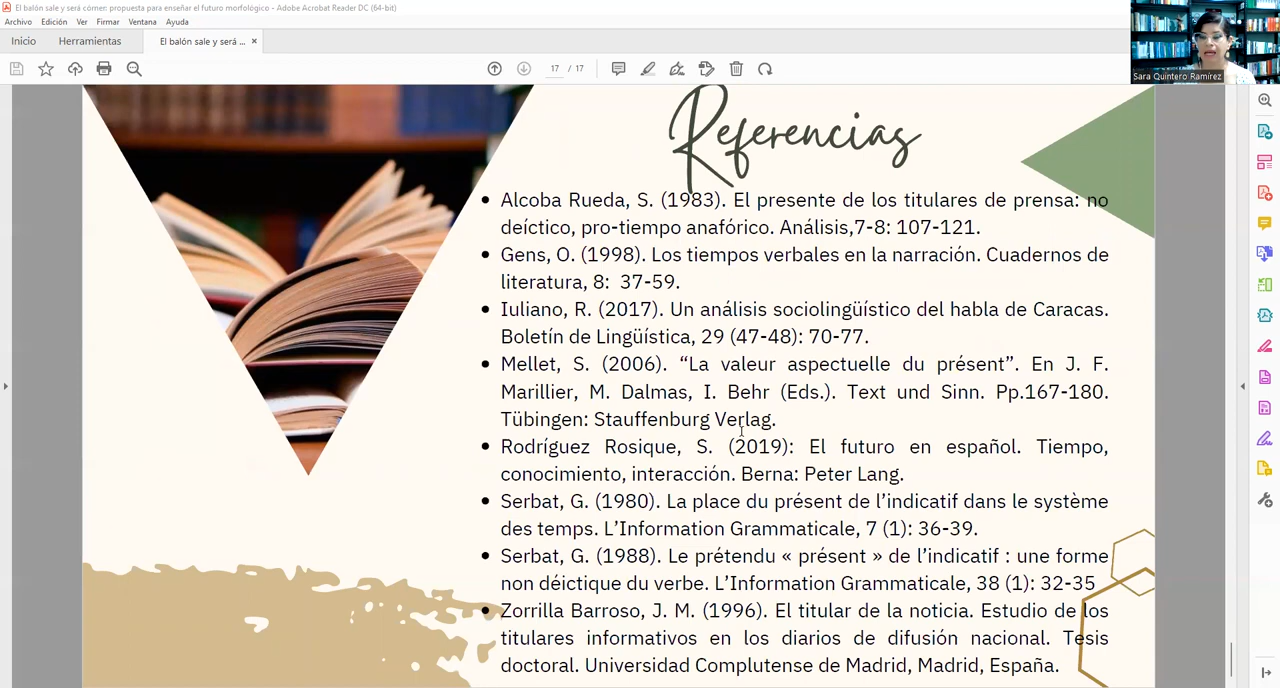 El balón sale y será córner: propuesta para enseñar el futuro morfológico - Adobe Acrobat Reader DC (64-bit)
Archivo Edición Ver Firmar Ventana Ayuda
Inicio Herramientas El balón sale y será ... ×
17 / 17
Sara Quintero Ramírez
Referencias
• Alcoba Rueda, S. (1983). El presente de los titulares de prensa: no
deíctico, pro-tiempo anafórico. Análisis,7-8: 107-121.
• Gens, O. (1998). Los tiempos verbales en la narración. Cuadernos de
literatura, 8: 37-59.
• Iuliano, R. (2017). Un análisis sociolingüístico del habla de Caracas.
Boletín de Lingüística, 29 (47-48): 70-77.
• Mellet, S. (2006). “La valeur aspectuelle du présent”. En J. F.
Marillier, M. Dalmas, I. Behr (Eds.). Text und Sinn. Pp.167-180.
Tübingen: Stauffenburg Verlag.
• Rodríguez Rosique, S. (2019): El futuro en español. Tiempo,
conocimiento, interacción. Berna: Peter Lang.
• Serbat, G. (1980). La place du présent de l’indicatif dans le système
des temps. L’Information Grammaticale, 7 (1): 36-39.
• Serbat, G. (1988). Le prétendu « présent » de l’indicatif : une forme
non déictique du verbe. L’Information Grammaticale, 38 (1): 32-35
• Zorrilla Barroso, J. M. (1996). El titular de la noticia. Estudio de los
titulares informativos en los diarios de difusión nacional. Tesis
doctoral. Universidad Complutense de Madrid, Madrid, España.